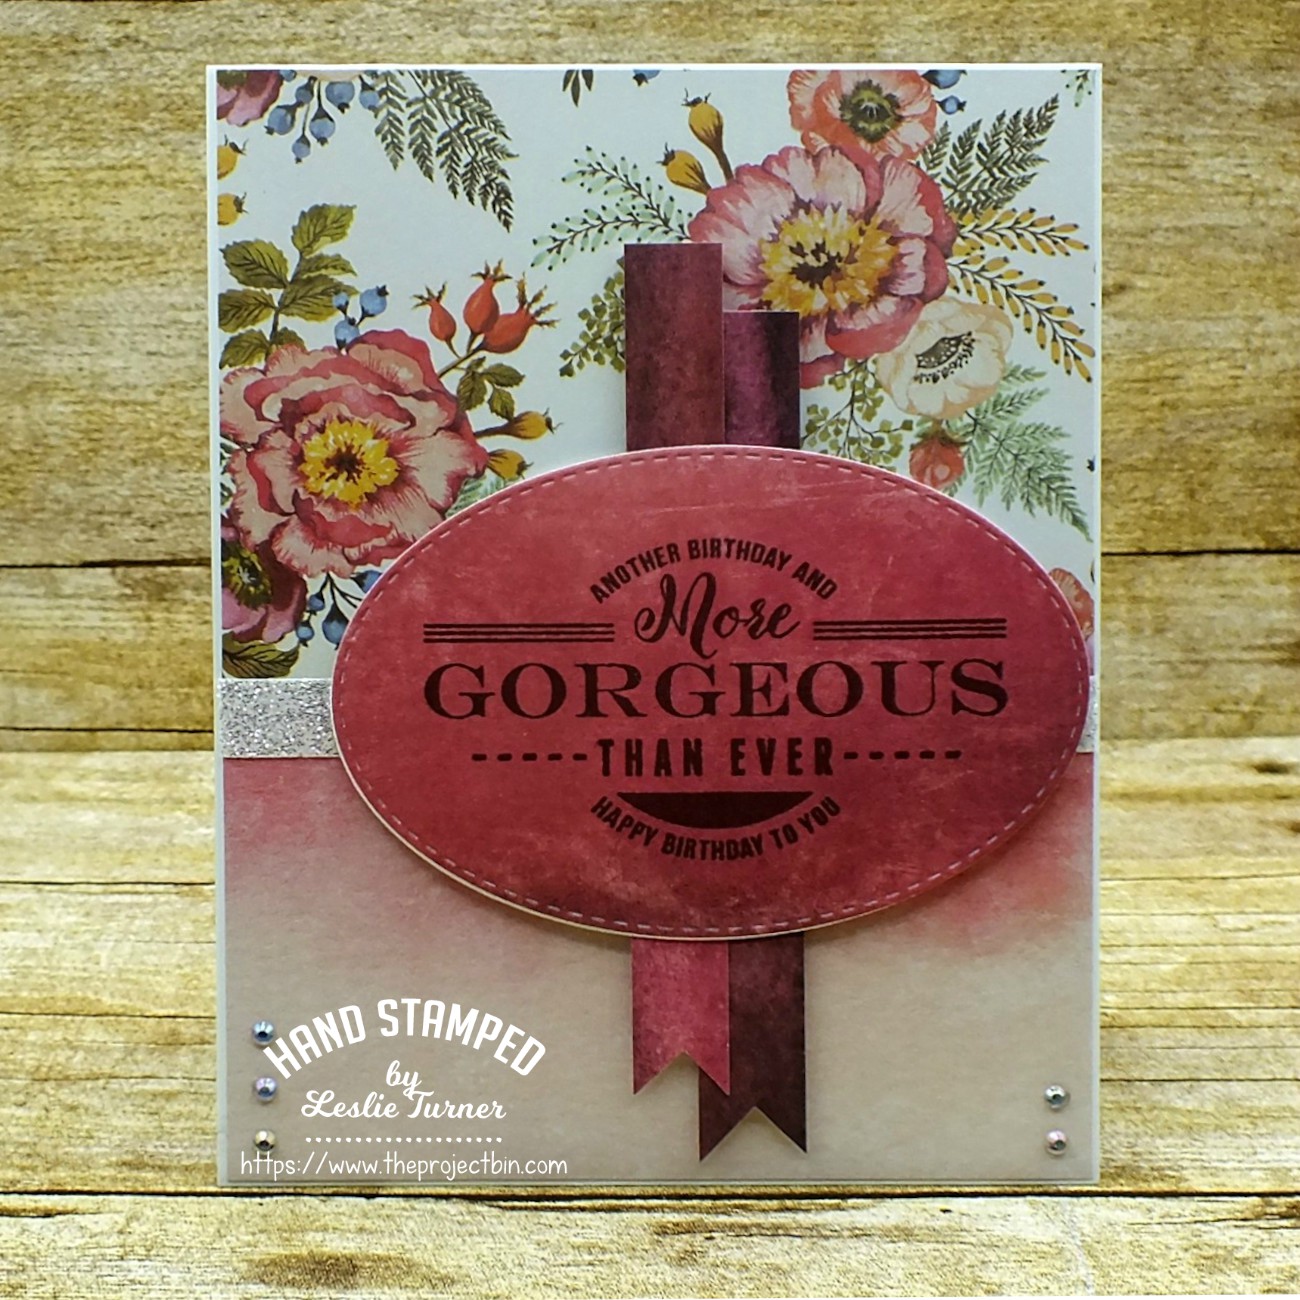 ANOTHER BIRTHDAY AND
More
GORGEOUS
THAN EVER
HAPPY BIRTHDAY TO YOU
HAND STAMPED
by
Leslie Turner
https://www.theprojectbin.com